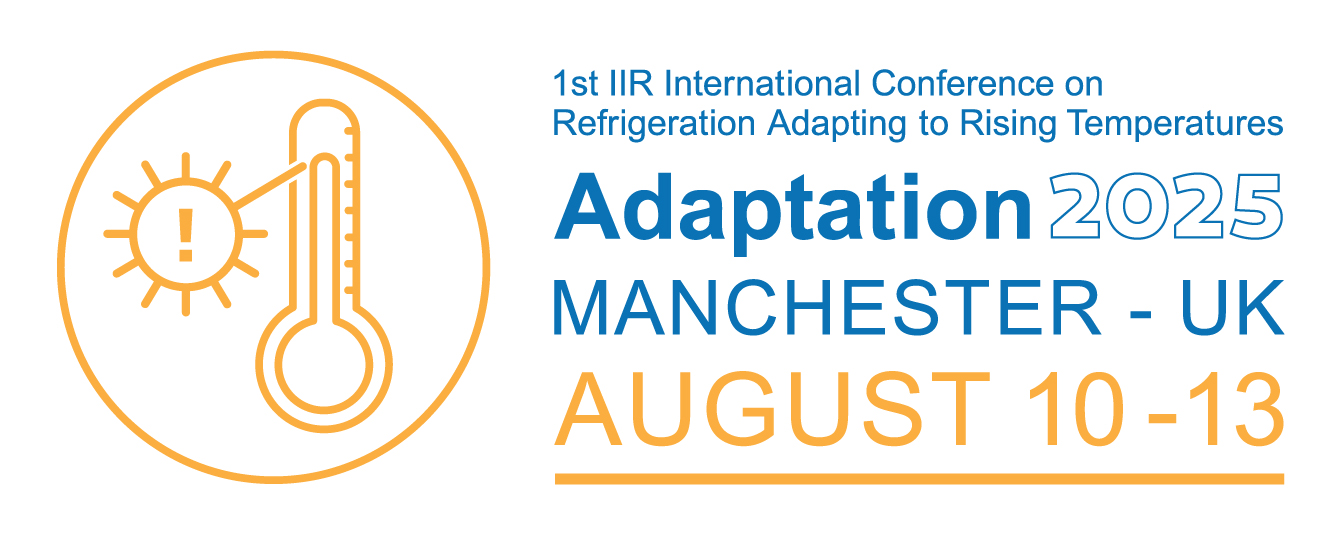 !
1st IIR International Conference on
Refrigeration Adapting to Rising Temperatures
Adaptation 2025
MANCHESTER - UK
AUGUST 10 -13